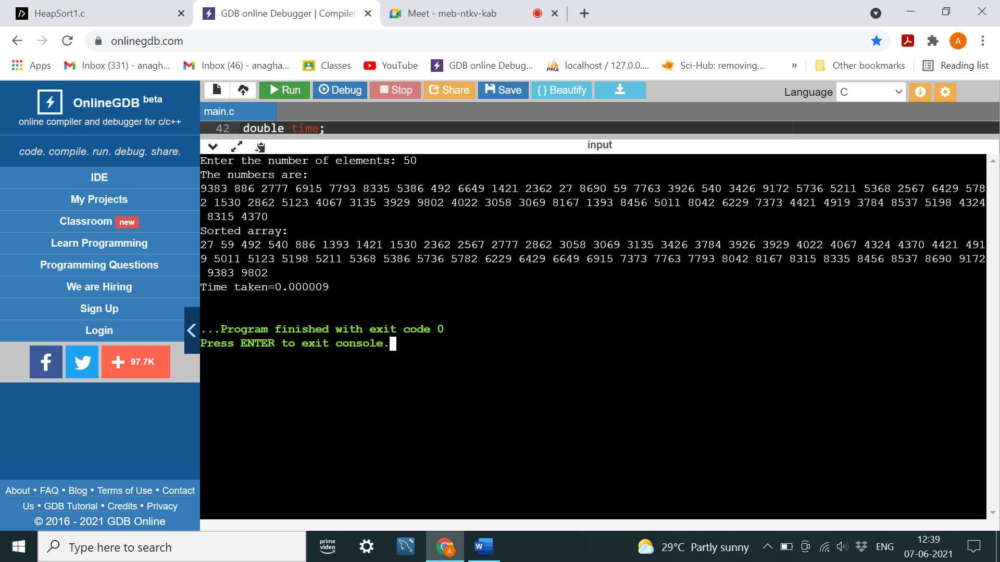 HeapSort1.c
GDB online Debugger | Compiler
Meet - meb-ntkv-kab
onlinegdb.com
A
Apps
Inbox (331) - anagh...
Inbox (46) - anagha...
Classes
YouTube
GDB online Debug...
PMA
localhost / 127.0.0....
Sci-Hub: removing...
»
Other bookmarks
Reading list
OnlineGDB beta
online compiler and debugger for c/c++
code. compile. run. debug. share.
IDE
My Projects
Classroom new
Learn Programming
Programming Questions
We are Hiring
Sign Up
Login
f
+ 97.7K
About • FAQ • Blog • Terms of Use • Contact
Us • GDB Tutorial • Credits • Privacy
© 2016 - 2021 GDB Online
Run
Debug
Stop
Share
Save
{ } Beautify
Language C
main.c
42 double time;
input
Enter the number of elements: 50
The numbers are:
9383 886 2777 6915 7793 8335 5386 492 6649 1421 2362 27 8690 59 7763 3926 540 3426 9172 5736 5211 5368 2567 6429 578
2 1530 2862 5123 4067 3135 3929 9802 4022 3058 3069 8167 1393 8456 5011 8042 6229 7373 4421 4919 3784 8537 5198 4324
8315 4370
Sorted array:
27 59 492 540 886 1393 1421 1530 2362 2567 2777 2862 3058 3069 3135 3426 3784 3926 3929 4022 4067 4324 4370 4421 491
9 5011 5123 5198 5211 5368 5386 5736 5782 6229 6429 6649 6915 7373 7763 7793 8042 8167 8315 8335 8456 8537 8690 9172
9383 9802
Time taken=0.000009
...Program finished with exit code 0
Press ENTER to exit console.
Type here to search
prime video
A
W
29°C Partly sunny
ENG
12:39
07-06-2021